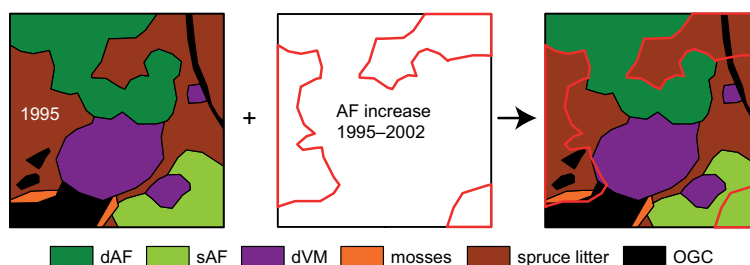 1995
+
AF increase
1995–2002
dAF sAF dVM mosses spruce litter OGC